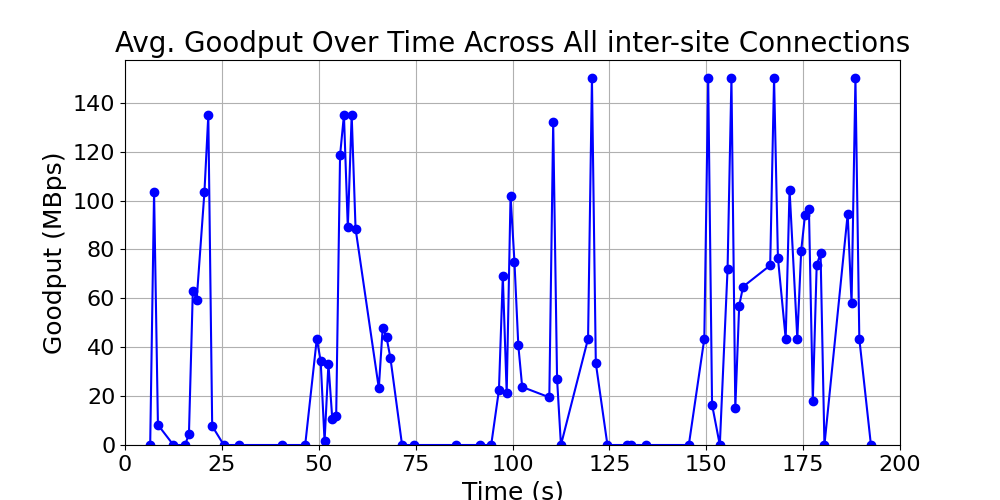 Avg. Goodput Over Time Across All inter-site Connections
Goodput (MBps)
140
120
100
80
60
40
20
0
0 25 50 75 100 125 150 175 200
Time (s)